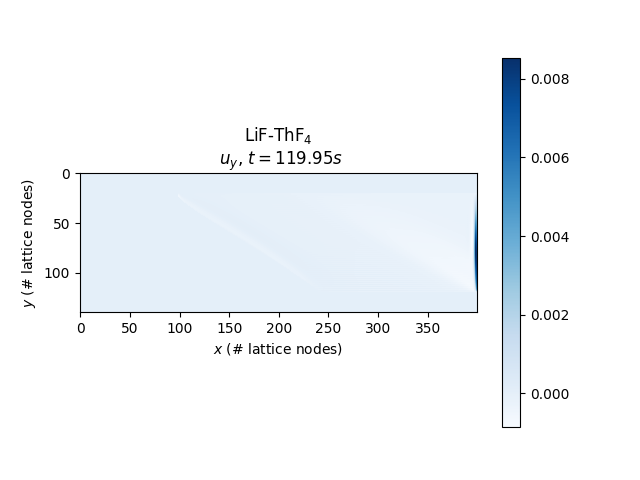 LiF-ThF₄
u_y, t = 119.95s
0
50
100
y (# lattice nodes)
0 50 100 150 200 250 300 350
x (# lattice nodes)
0.008
0.006
0.004
0.002
0.000